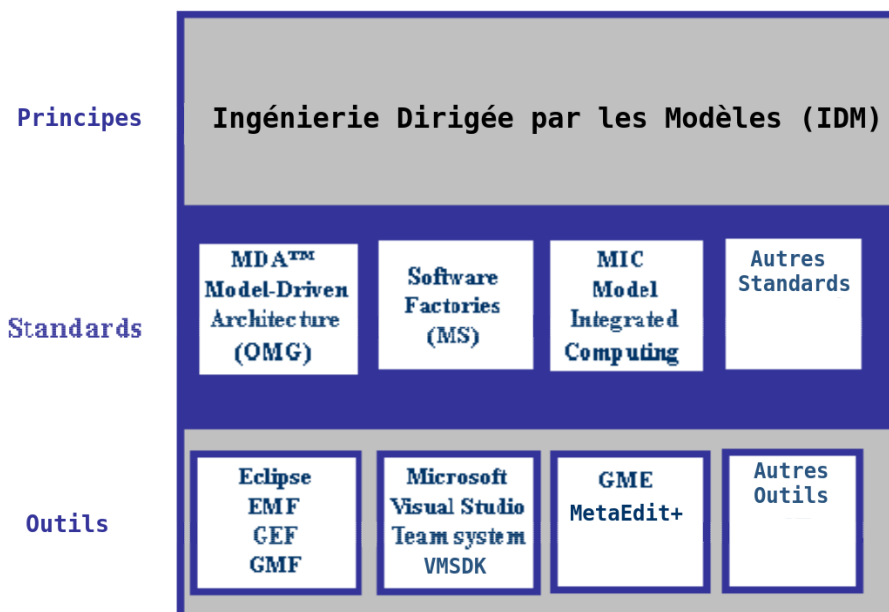 Principes
Ingénierie Dirigée par les Modèles (IDM)
Standards
MDA™
Model-Driven
Architecture
(OMG)
Software
Factories
(MS)
MIC
Model
Integrated
Computing
Autres
Standards
Outils
Eclipse
EMF
GEF
GMF
Microsoft
Visual Studio
Team system
VMSDK
GME
MetaEdit+
Autres
Outils